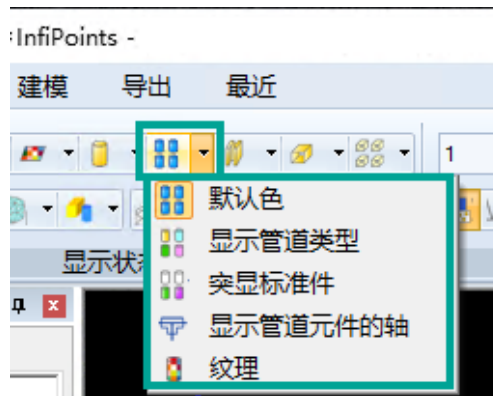 InfiPoints -
建模 导出 最近
1
默认色
显示状 显示管道类型
突显标准件
显示管道元件的轴
纹理